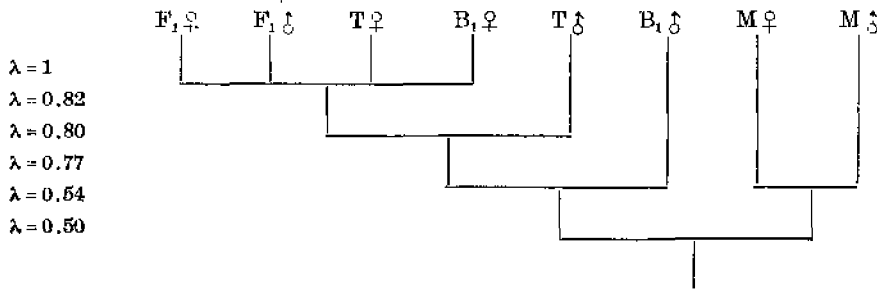 F₁♀ F₁♂ T♀ B₁♀ T♂ B₁♂ M♀ M♂
λ = 1
λ = 0.82
λ = 0.80
λ = 0.77
λ = 0.54
λ = 0.50